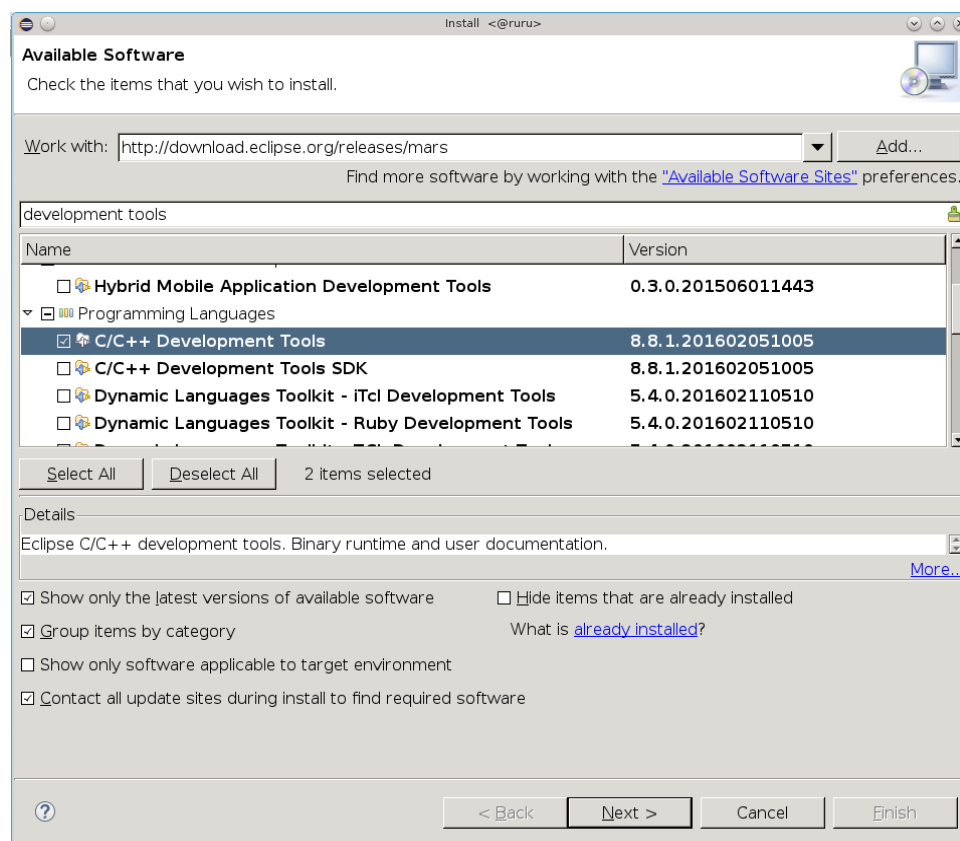 Install <@ruru>
Available Software
Check the items that you wish to install.
Work with: http://download.eclipse.org/releases/mars Add...
Find more software by working with the "Available Software Sites" preferences.
development tools
Name Version
Hybrid Mobile Application Development Tools 0.3.0.201506011443
Programming Languages
C/C++ Development Tools 8.8.1.201602051005
C/C++ Development Tools SDK 8.8.1.201602051005
Dynamic Languages Toolkit - iTcl Development Tools 5.4.0.201602110510
Dynamic Languages Toolkit - Ruby Development Tools 5.4.0.201602110510
Select All Deselect All 2 items selected
Details
Eclipse C/C++ development tools. Binary runtime and user documentation.
More...
Show only the latest versions of available software Hide items that are already installed
Group items by category What is already installed?
Show only software applicable to target environment
Contact all update sites during install to find required software
< Back Next > Cancel Finish